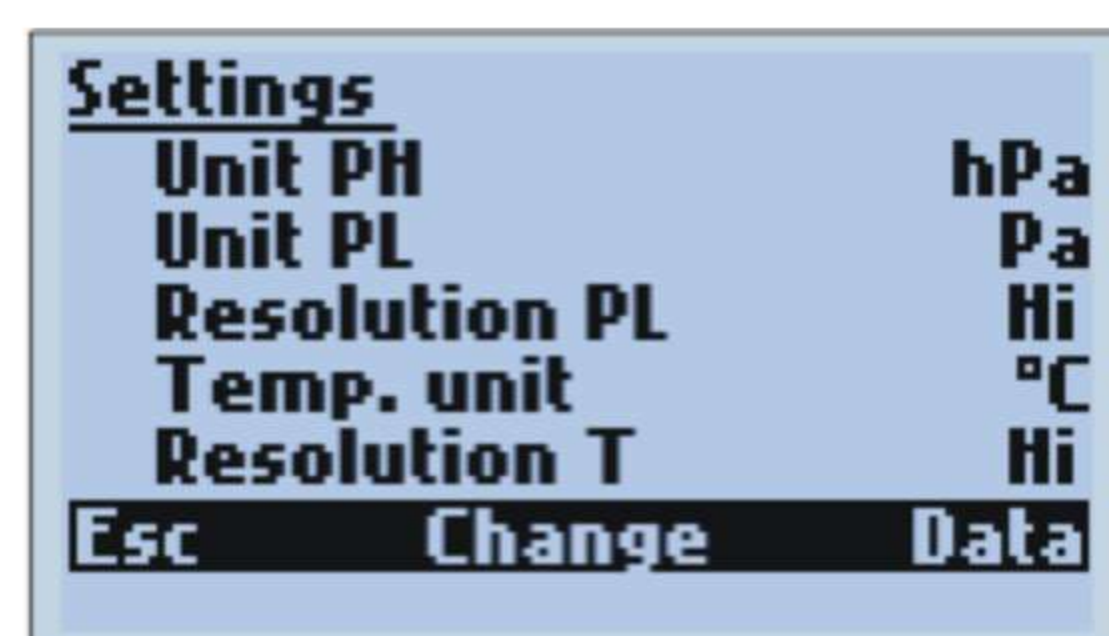 Settings
Unit PH hPa
Unit PL Pa
Resolution PL Hi
Temp. unit °C
Resolution T Hi
Esc Change Data